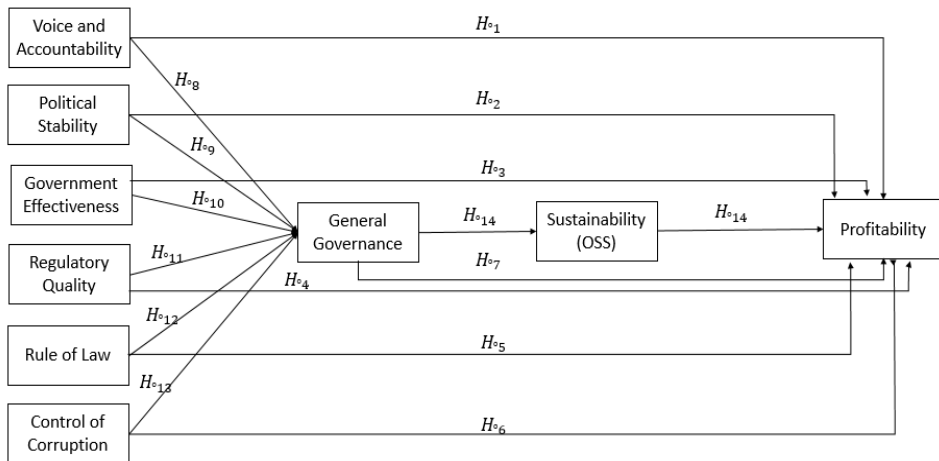 Voice and
Accountability
H∘1
H∘8
Political
Stability
H∘2
H∘9
Government
Effectiveness
H∘3
H∘10
General
Governance
H∘14
Sustainability
(OSS)
H∘14
Profitability
H∘7
Regulatory
Quality
H∘11
H∘4
H∘12
Rule of Law
H∘5
H∘13
Control of
Corruption
H∘6